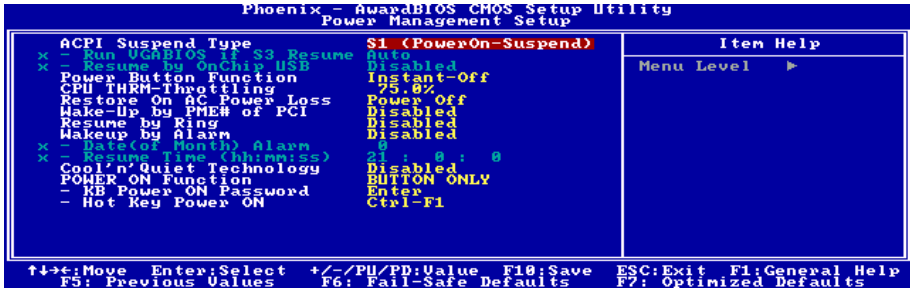 Phoenix - AwardBIOS CMOS Setup Utility
Power Management Setup
ACPI Suspend Type S1 (PowerOn-Suspend) Item Help
x - Run VGABIOS if S3 Resume Auto
x - Resume by OnChip USB Disabled Menu Level ►
Power Button Function Instant-Off
CPU THRM-Throttling 75.0%
Restore On AC Power Loss Power Off
Wake-Up by PME# of PCI Disabled
Resume by Ring Disabled
Wakeup by Alarm Disabled
x - Date(of Month) Alarm 0
x - Resume Time (hh:mm:ss) 21 : 0 : 0
Cool'n'Quiet Technology Disabled
POWER ON Function BUTTON ONLY
- KB Power ON Password Enter
- Hot Key Power ON Ctrl-F1
↑↓→←:Move Enter:Select +/-/PU/PD:Value F10:Save ESC:Exit F1:General Help
F5: Previous Values F6: Fail-Safe Defaults F7: Optimized Defaults